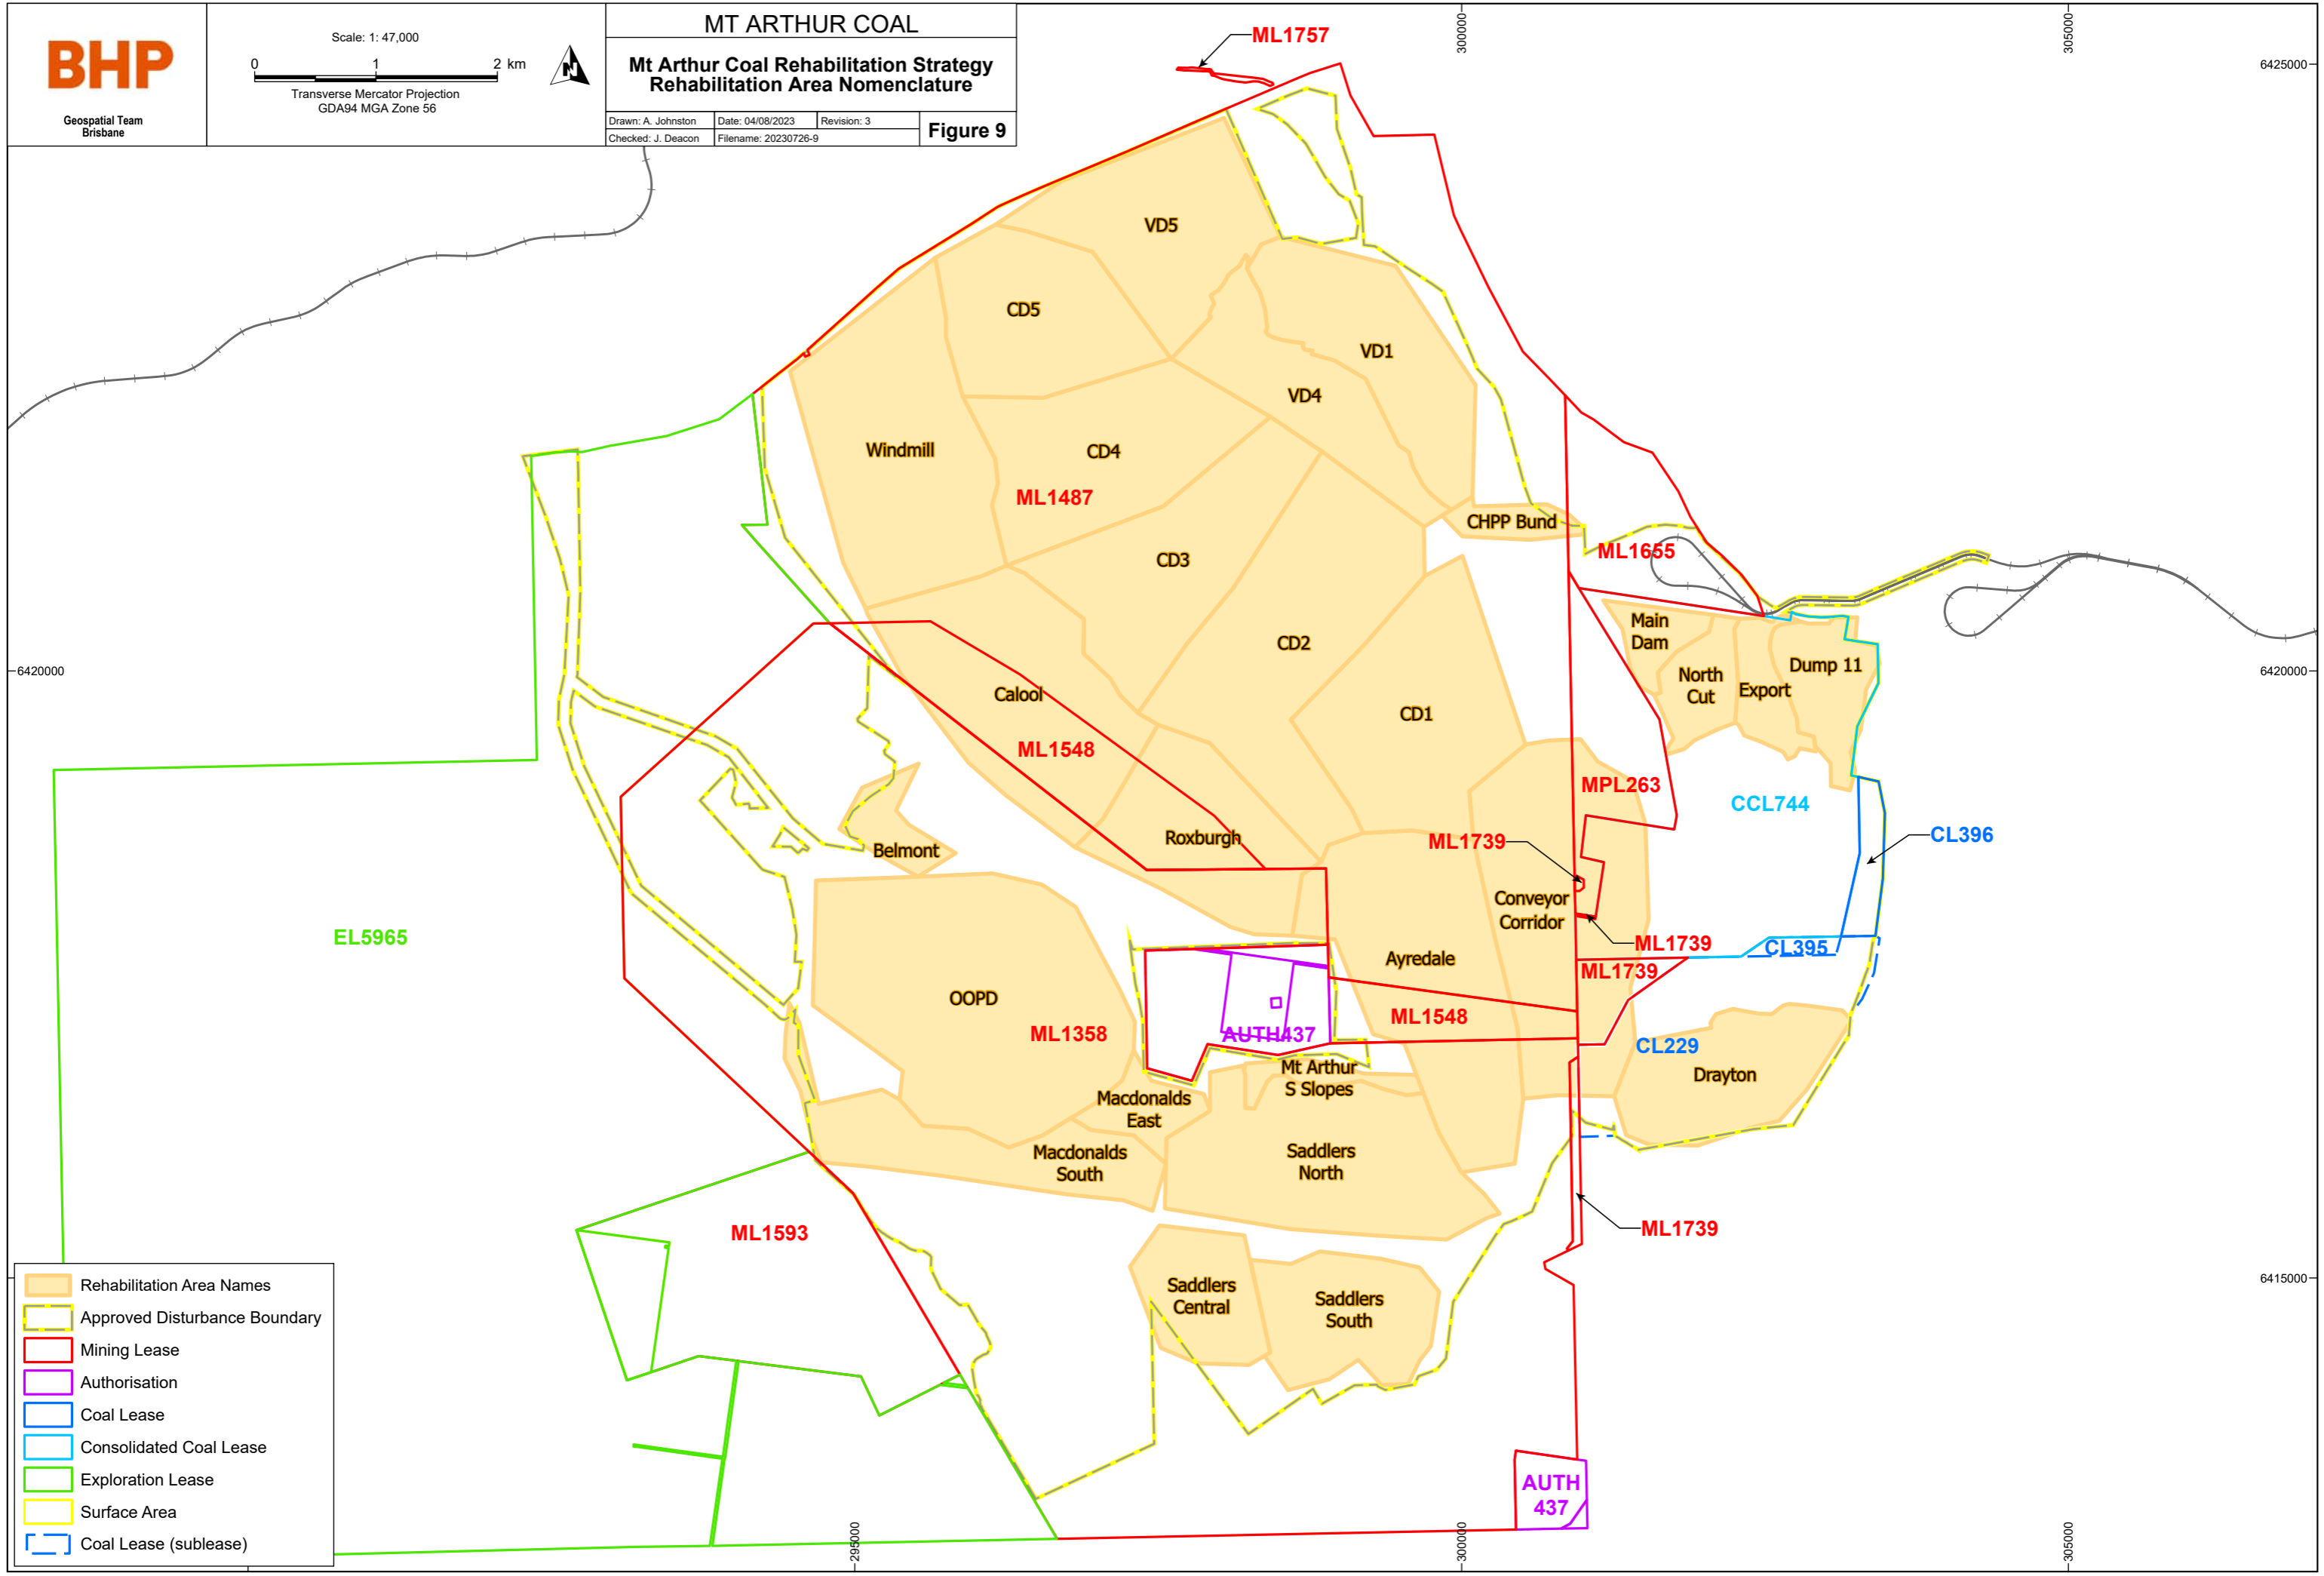 BHP
Geospatial Team
Brisbane
Scale: 1: 47,000
0 1 2 km
Transverse Mercator Projection
GDA94 MGA Zone 56
N
MT ARTHUR COAL
Mt Arthur Coal Rehabilitation Strategy
Rehabilitation Area Nomenclature
Drawn: A. Johnston Date: 04/08/2023 Revision: 3
Checked: J. Deacon Filename: 20230726-9
Figure 9
300000
305000
ML1757
6425000
VD5
CD5
VD1
VD4
Windmill
CD4
ML1487
CHPP Bund
ML1655
CD3
Main
Dam
CD2
Dump 11
6420000
6420000
North
Cut
Export
Calool
CD1
ML1548
MPL263
CCL744
Roxburgh
ML1739
CL396
Belmont
Conveyor
Corridor
EL5965
ML1739
CL395
Ayredale
ML1739
OOPD
ML1548
ML1358
AUTH437
CL229
Mt Arthur
S Slopes
Drayton
Macdonalds
East
Macdonalds
South
Saddlers
North
ML1593
ML1739
6415000
Saddlers
Central
Saddlers
South
Rehabilitation Area Names
Approved Disturbance Boundary
Mining Lease
Authorisation
Coal Lease
Consolidated Coal Lease
Exploration Lease
Surface Area
Coal Lease (sublease)
AUTH
437
295000
300000
305000